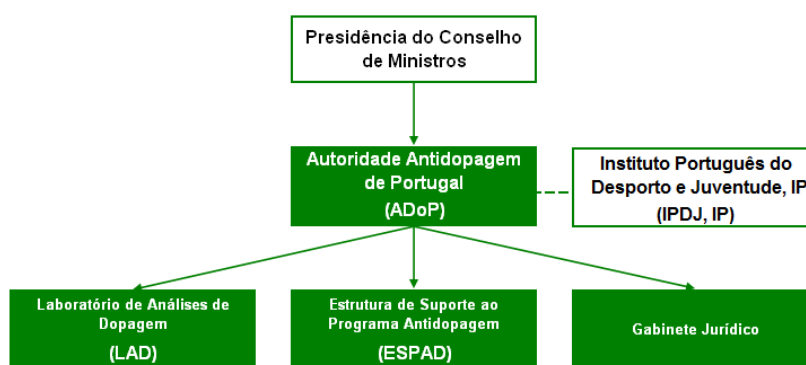 Presidência do Conselho
de Ministros
Autoridade Antidopagem
de Portugal
(ADoP)
Instituto Português do
Desporto e Juventude, IP
(IPDJ, IP)
Laboratório de Análises de
Dopagem
(LAD)
Estrutura de Suporte ao
Programa Antidopagem
(ESPAD)
Gabinete Jurídico